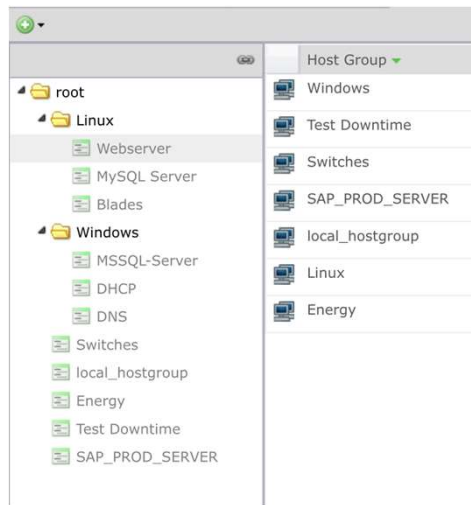 root
Linux
Webserver
MySQL Server
Blades
Windows
MSSQL-Server
DHCP
DNS
Switches
local_hostgroup
Energy
Test Downtime
SAP_PROD_SERVER
Host Group
Windows
Test Downtime
Switches
SAP_PROD_SERVER
local_hostgroup
Linux
Energy